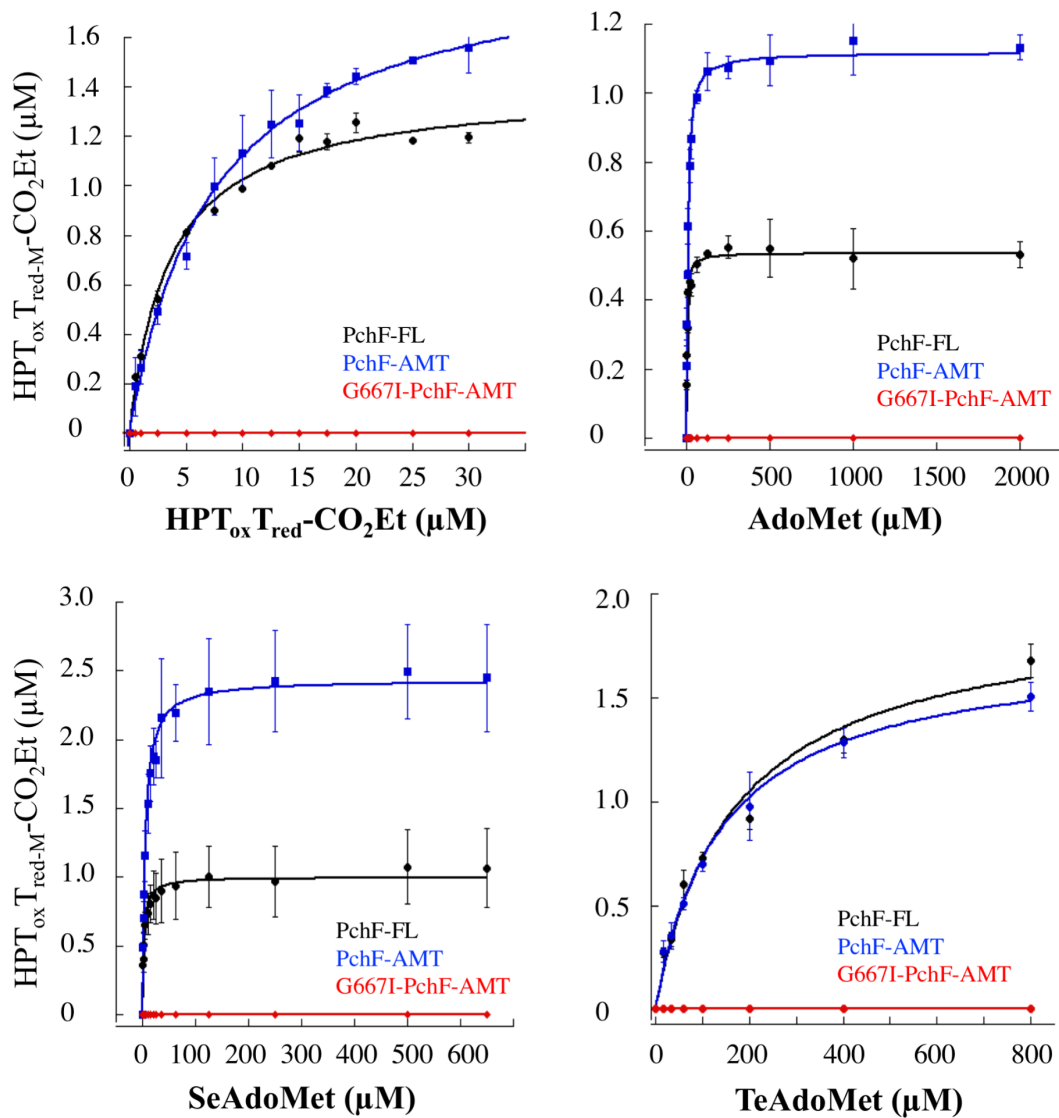 HPT_oxT_red-M-CO₂Et (µM)
1.6
1.4
1.2
1.0
0.8
0.6
0.4
0.2
0
PchF-FL
PchF-AMT
G667I-PchF-AMT
0 5 10 15 20 25 30
HPT_oxT_red-CO₂Et (µM)
1.2
1.0
0.8
0.6
0.4
0.2
0
PchF-FL
PchF-AMT
G667I-PchF-AMT
0 500 1000 1500 2000
AdoMet (µM)
HPT_oxT_red-M-CO₂Et (µM)
3.0
2.5
2.0
1.5
1.0
0.5
0
PchF-FL
PchF-AMT
G667I-PchF-AMT
0 100 200 300 400 500 600
SeAdoMet (µM)
2.0
1.5
1.0
0.5
0
PchF-FL
PchF-AMT
G667I-PchF-AMT
0 200 400 600 800
TeAdoMet (µM)